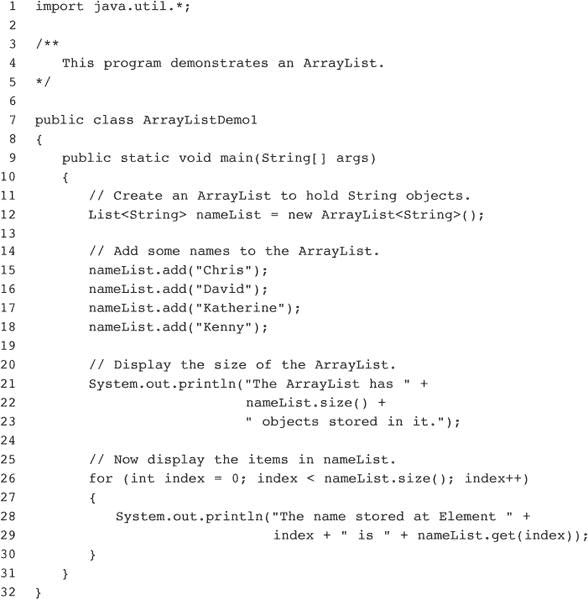 1 import java.util.*;
2
3 /**
4    This program demonstrates an ArrayList.
5 */
6
7 public class ArrayListDemo1
8 {
9    public static void main(String[] args)
10    {
11       // Create an ArrayList to hold String objects.
12       List<String> nameList = new ArrayList<String>();
13
14       // Add some names to the ArrayList.
15       nameList.add("Chris");
16       nameList.add("David");
17       nameList.add("Katherine");
18       nameList.add("Kenny");
19
20       // Display the size of the ArrayList.
21       System.out.println("The ArrayList has " +
22                          nameList.size() +
23                          " objects stored in it.");
24
25       // Now display the items in nameList.
26       for (int index = 0; index < nameList.size(); index++)
27       {
28          System.out.println("The name stored at Element " +
29                             index + " is " + nameList.get(index));
30       }
31    }
32 }